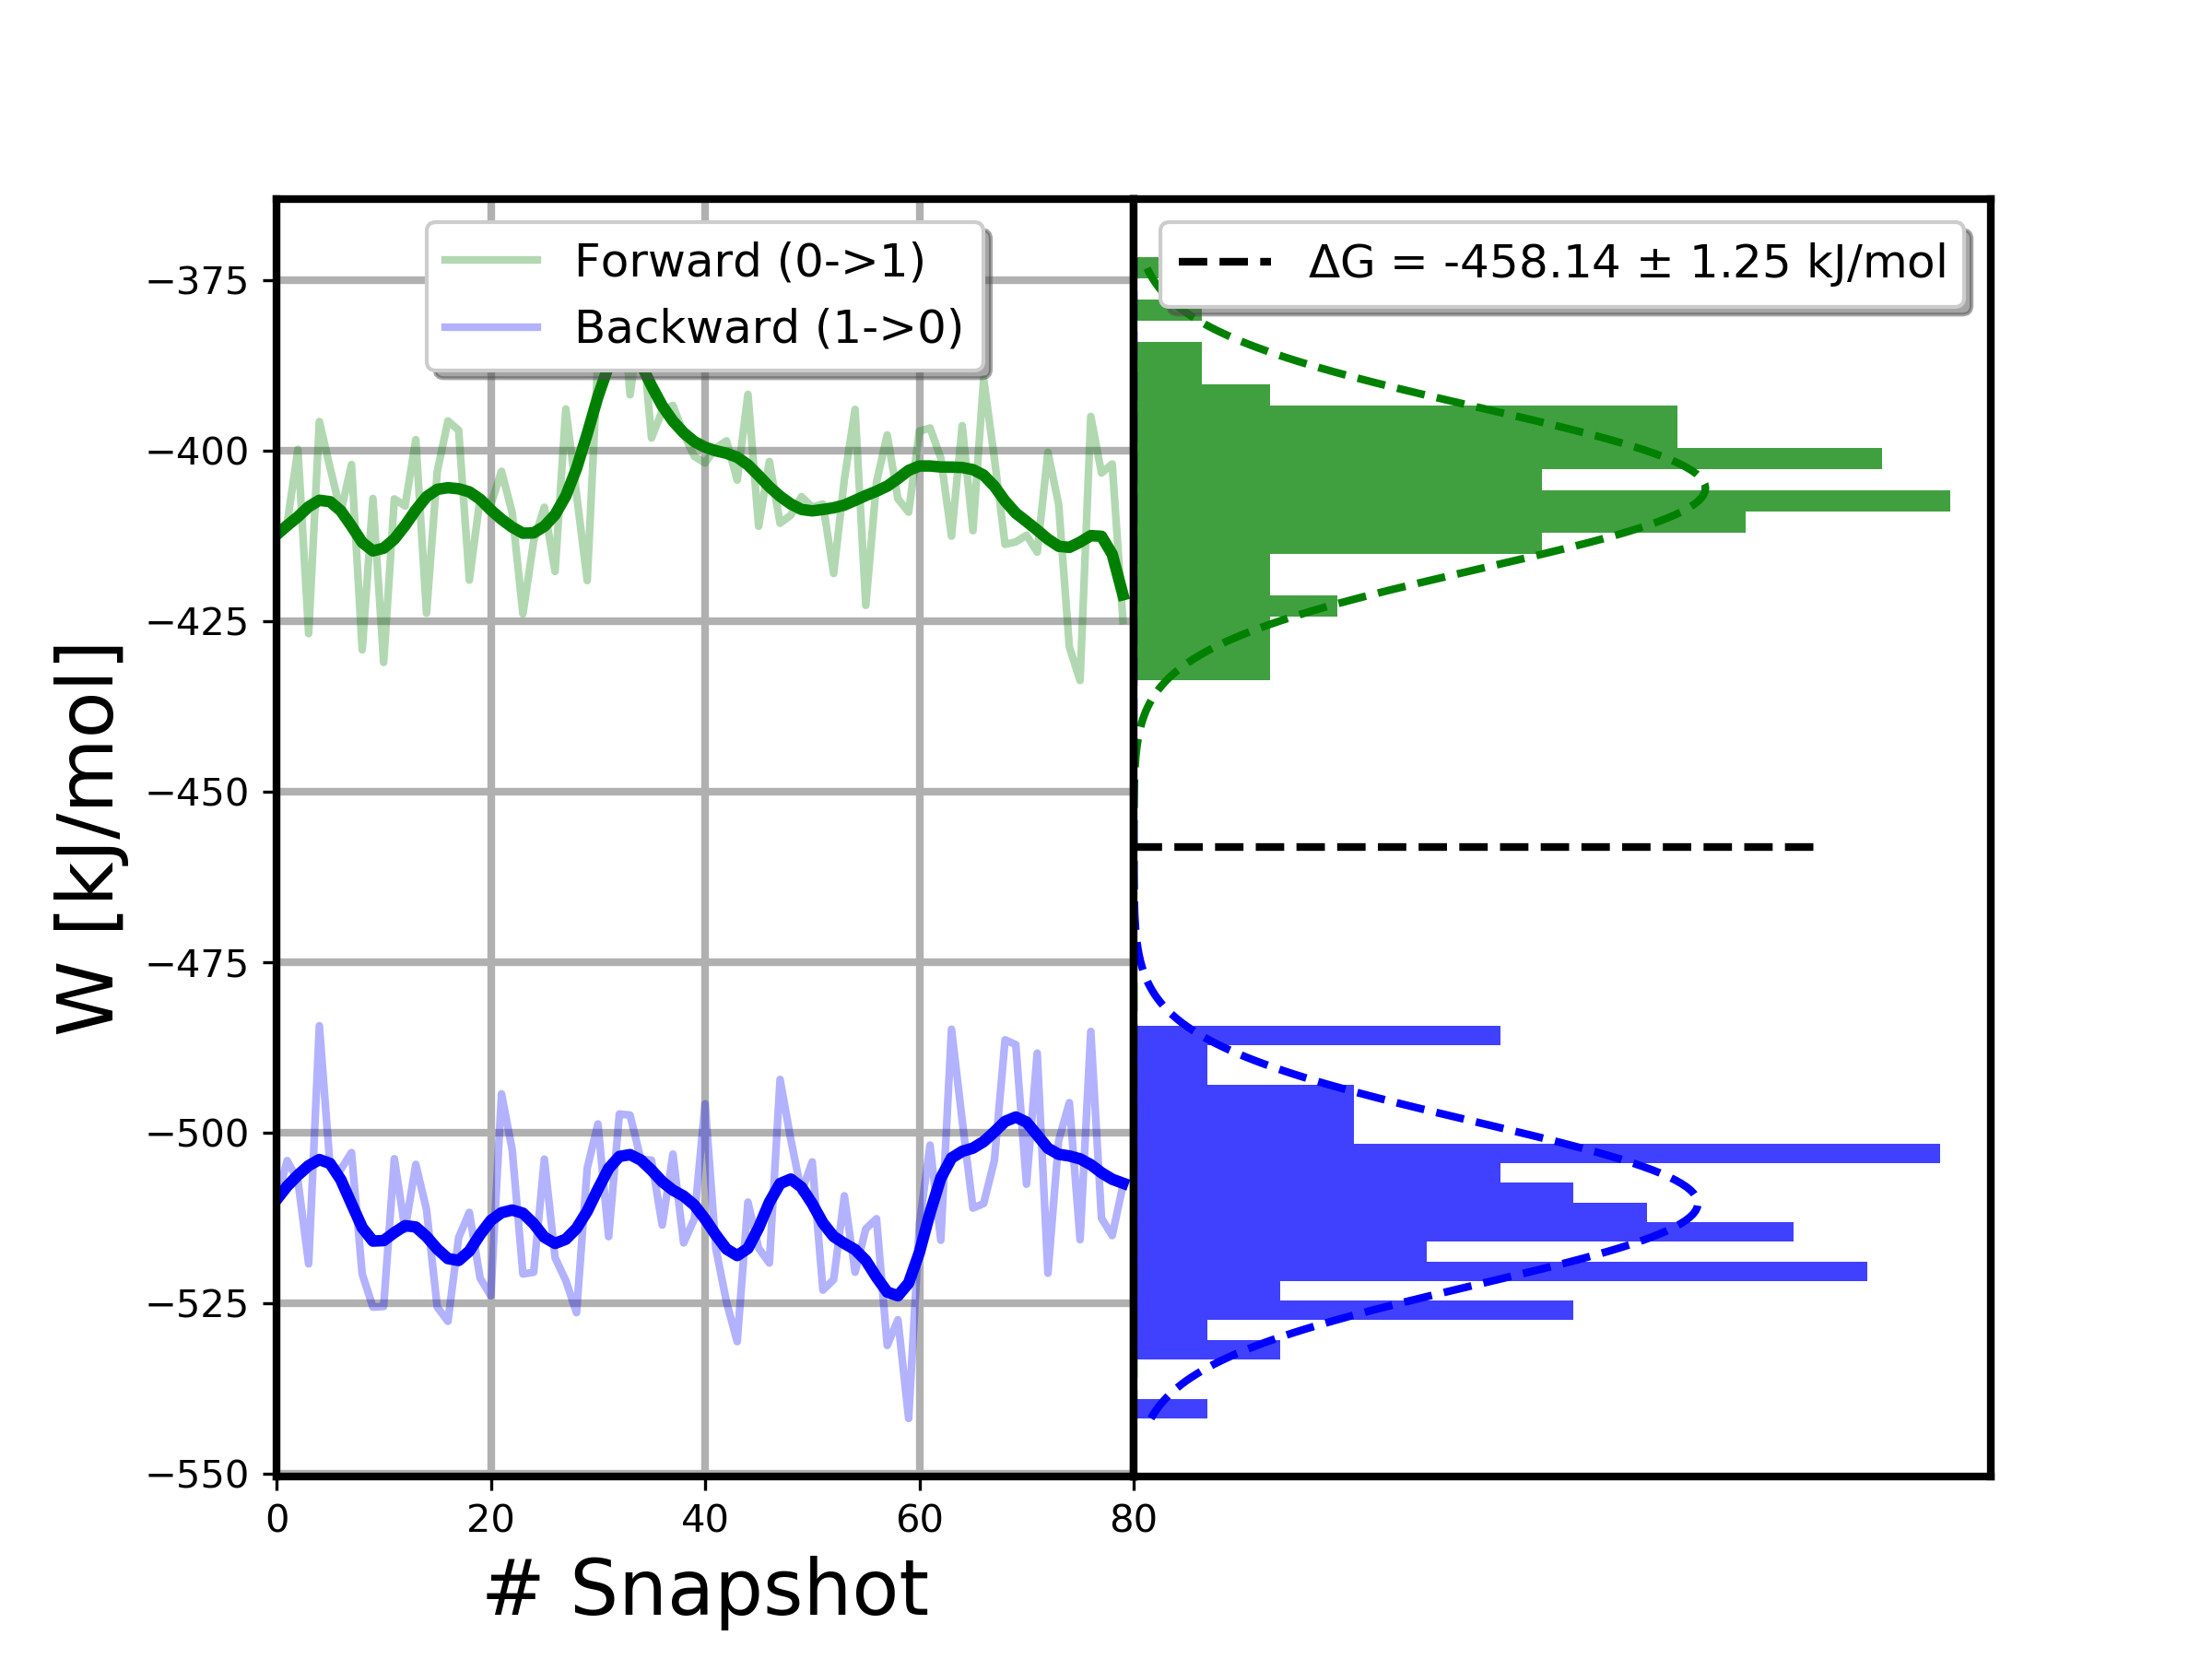 Forward (0->1)
Backward (1->0)
ΔG = -458.14 ± 1.25 kJ/mol
W [kJ/mol]
−375
−400
−425
−450
−475
−500
−525
−550
0 20 40 60 80
# Snapshot